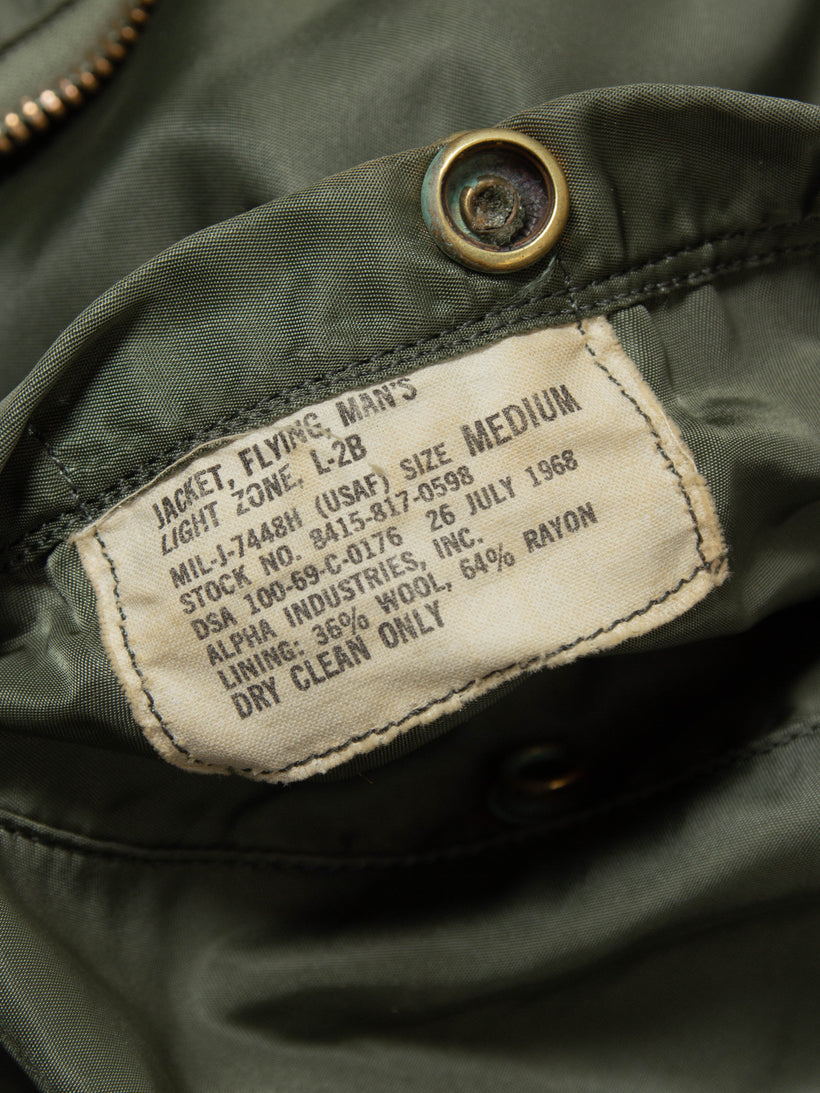 JACKET, FLYING, MAN'S
LIGHT ZONE, L-2B
MIL-J-7448H (USAF) SIZE MEDIUM
STOCK NO. 8415-817-0598
DSA 100-69-C-0176 26 JULY 1968
ALPHA INDUSTRIES, INC.
LINING: 36% WOOL, 64% RAYON
DRY CLEAN ONLY